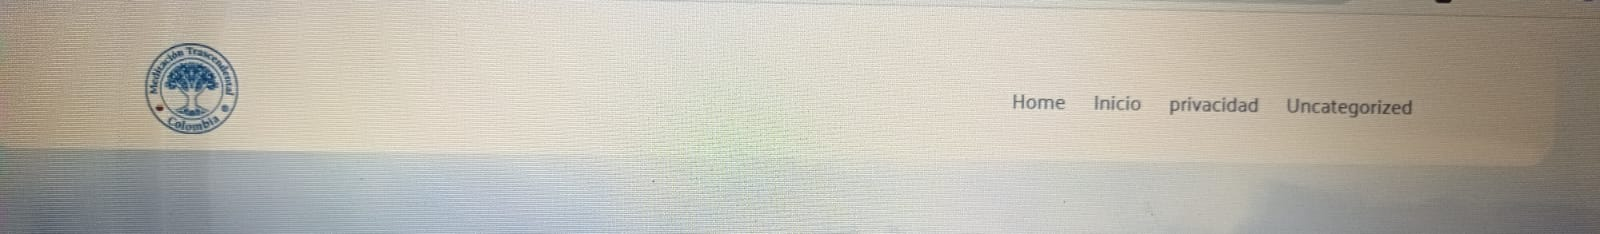 Meditación Trascendental
Colombia
Home Inicio privacidad Uncategorized